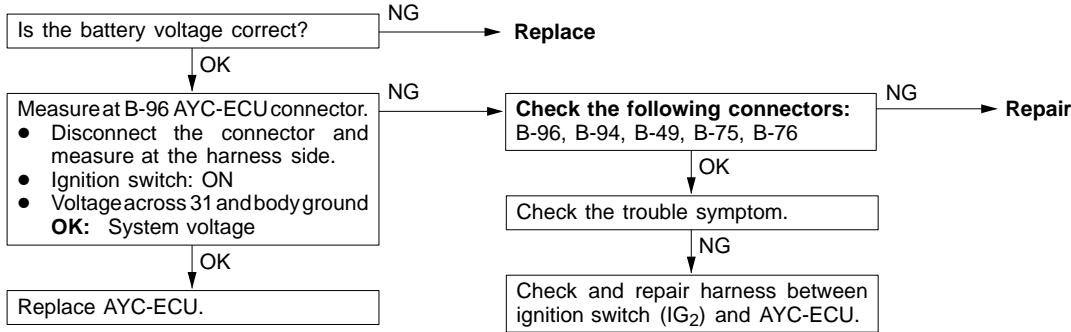 Is the battery voltage correct?
NG
Replace
OK
Measure at B-96 AYC-ECU connector.
● Disconnect the connector and
measure at the harness side.
● Ignition switch: ON
● Voltage across 31 and body ground
OK: System voltage
NG
Check the following connectors:
B-96, B-94, B-49, B-75, B-76
NG
Repair
OK
Check the trouble symptom.
NG
Check and repair harness between
ignition switch (IG₂) and AYC-ECU.
OK
Replace AYC-ECU.